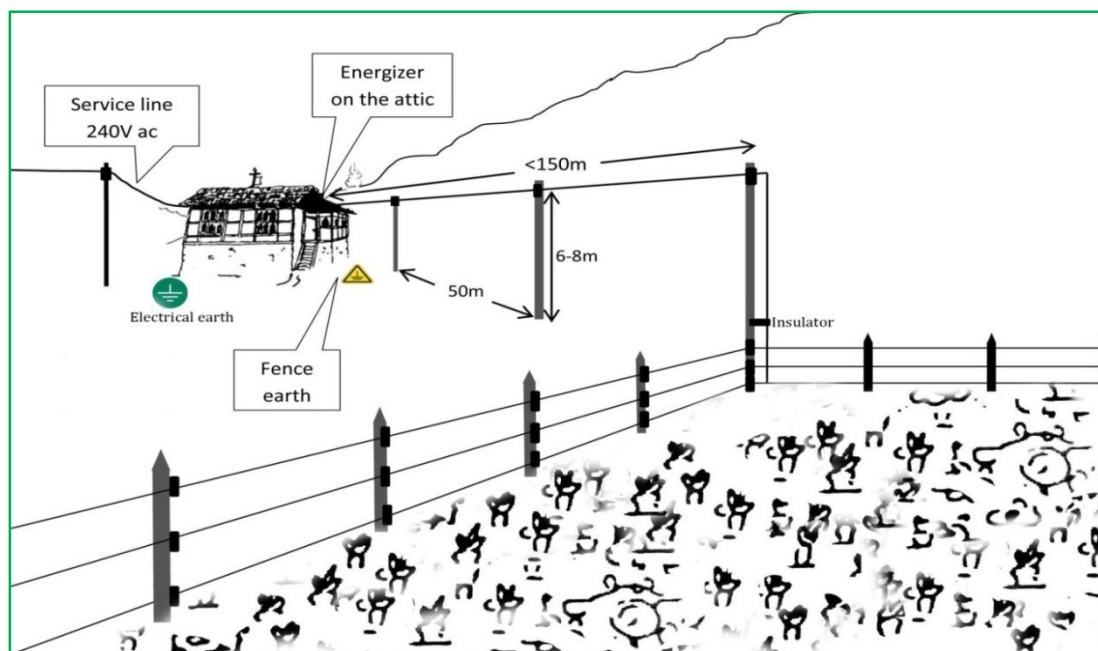 Energizer
on the attic
Service line
240V ac
<150m
6-8m
50m
Electrical earth
Insulator
Fence
earth